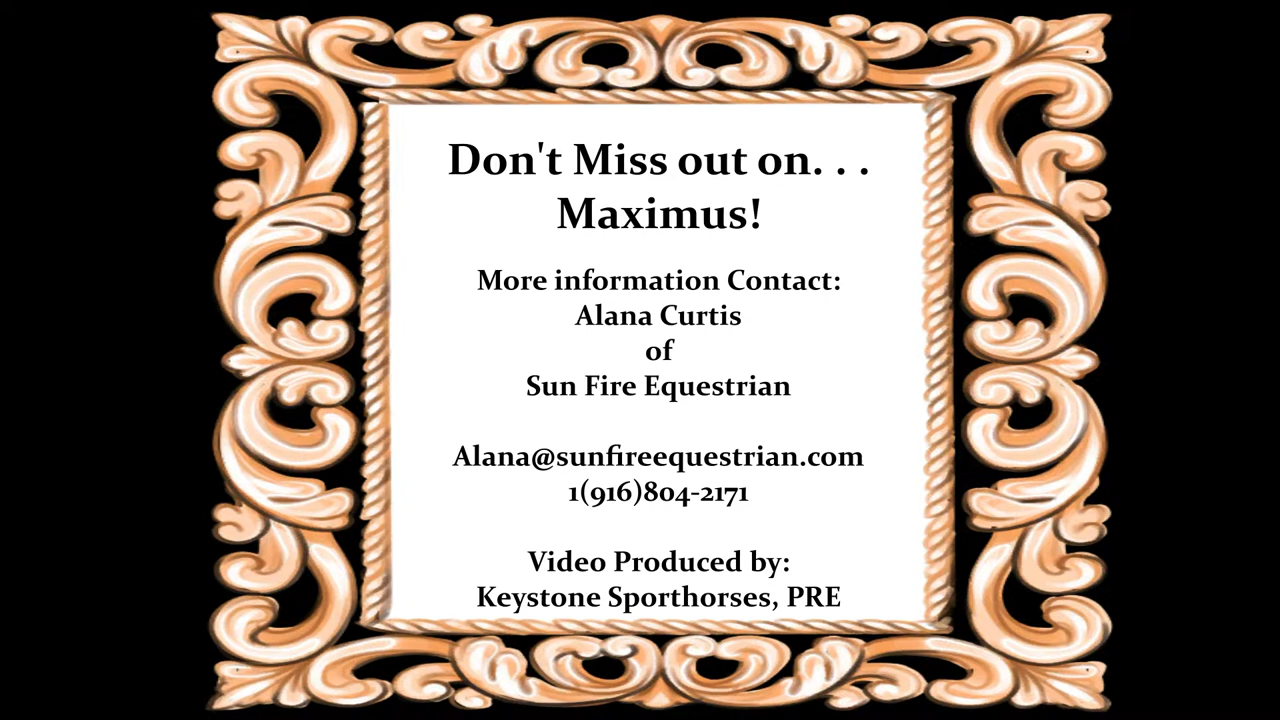 Don't Miss out on. . .
Maximus!
More information Contact:
Alana Curtis
of
Sun Fire Equestrian
Alana@sunfireequestrian.com
1(916)804-2171
Video Produced by:
Keystone Sporthorses, PRE